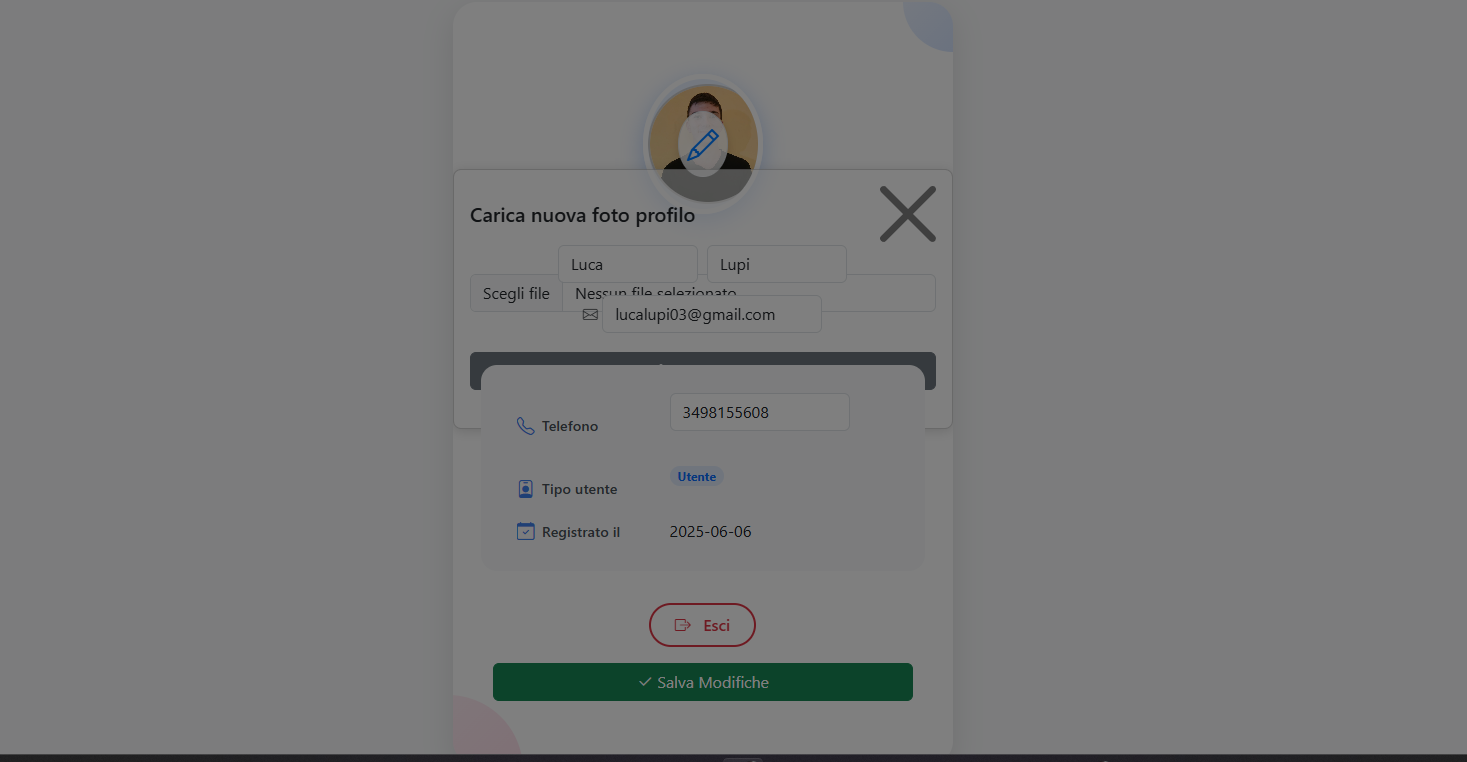 Carica nuova foto profilo
Luca
Lupi
Scegli file
Nessun file selezionato
lucalupi03@gmail.com
Telefono
3498155608
Tipo utente
Utente
Registrato il
2025-06-06
Esci
Salva Modifiche